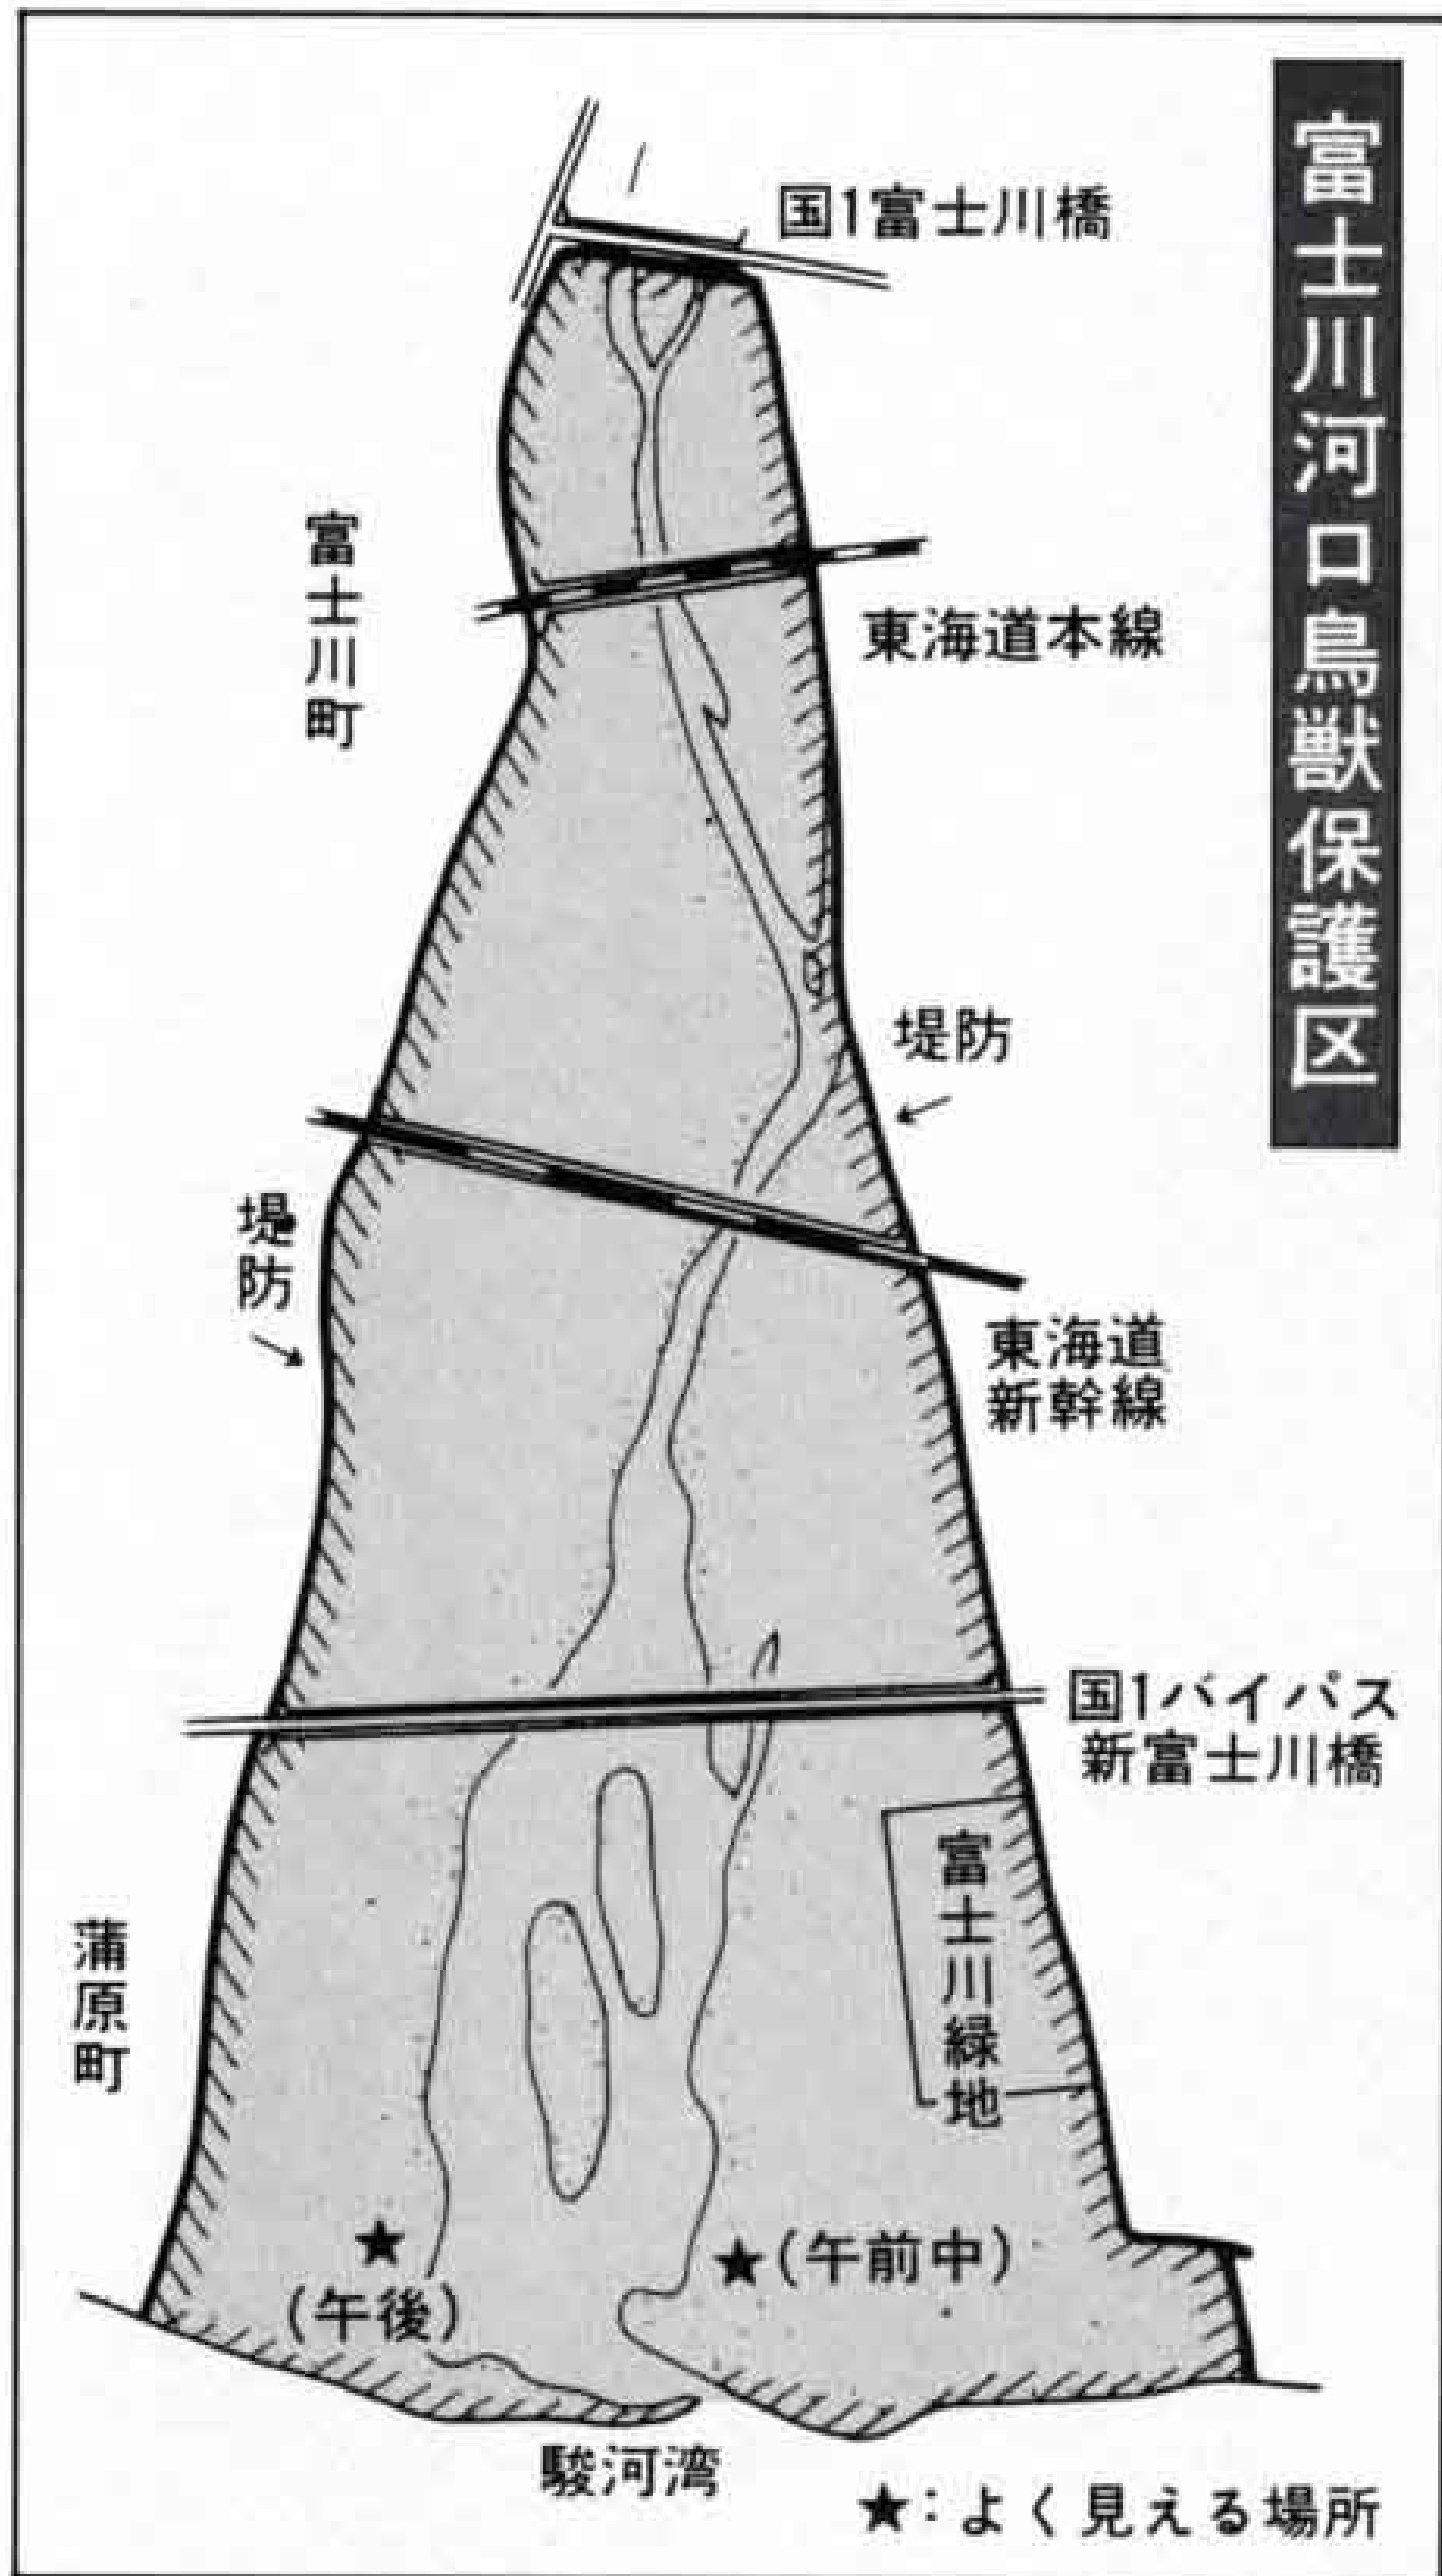 富士川河口鳥獣保護区
国1富士川橋
富士川町
東海道本線
堤防
堤防
東海道
新幹線
国1バイパス
新富士川橋
富士川緑地
蒲原町
★(午前中)
★
(午後)
駿河湾
★:よく見える場所